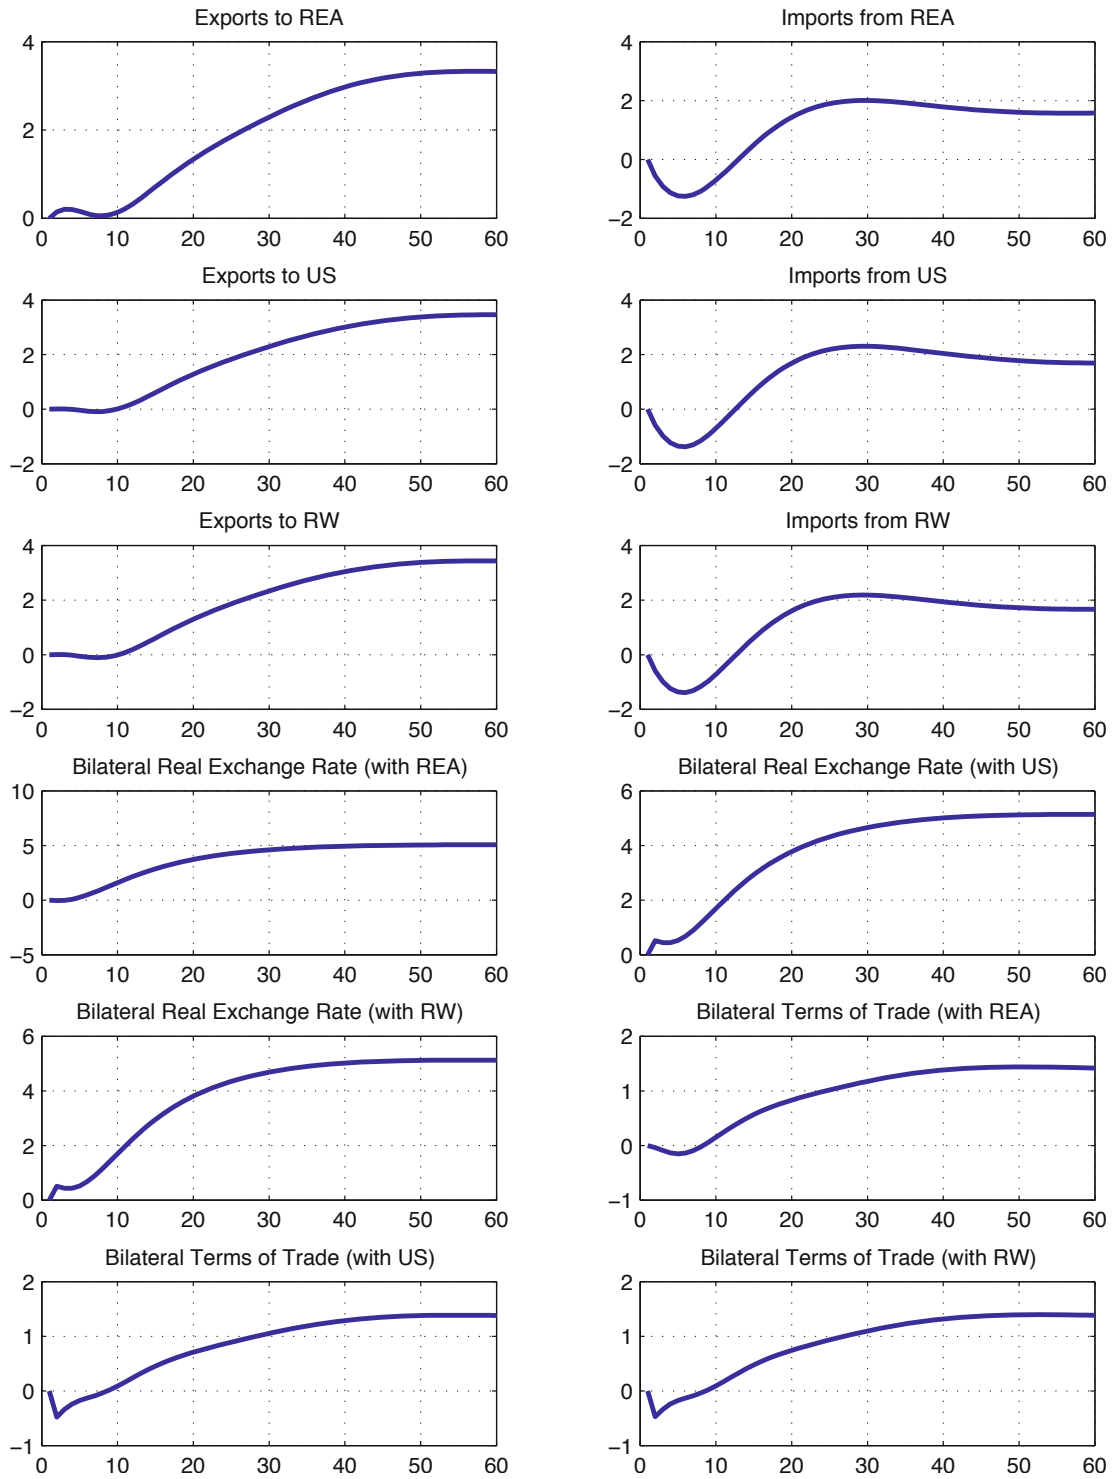 Exports to REA
4
2
0
0 10 20 30 40 50 60
Imports from REA
4
2
0
−2
0 10 20 30 40 50 60
Exports to US
4
2
0
−2
0 10 20 30 40 50 60
Imports from US
4
2
0
−2
0 10 20 30 40 50 60
Exports to RW
4
2
0
−2
0 10 20 30 40 50 60
Imports from RW
4
2
0
−2
0 10 20 30 40 50 60
Bilateral Real Exchange Rate (with REA)
10
5
0
−5
0 10 20 30 40 50 60
Bilateral Real Exchange Rate (with US)
6
4
2
0
0 10 20 30 40 50 60
Bilateral Real Exchange Rate (with RW)
6
4
2
0
0 10 20 30 40 50 60
Bilateral Terms of Trade (with REA)
2
1
0
−1
0 10 20 30 40 50 60
Bilateral Terms of Trade (with US)
2
1
0
−1
0 10 20 30 40 50 60
Bilateral Terms of Trade (with RW)
2
1
0
−1
0 10 20 30 40 50 60